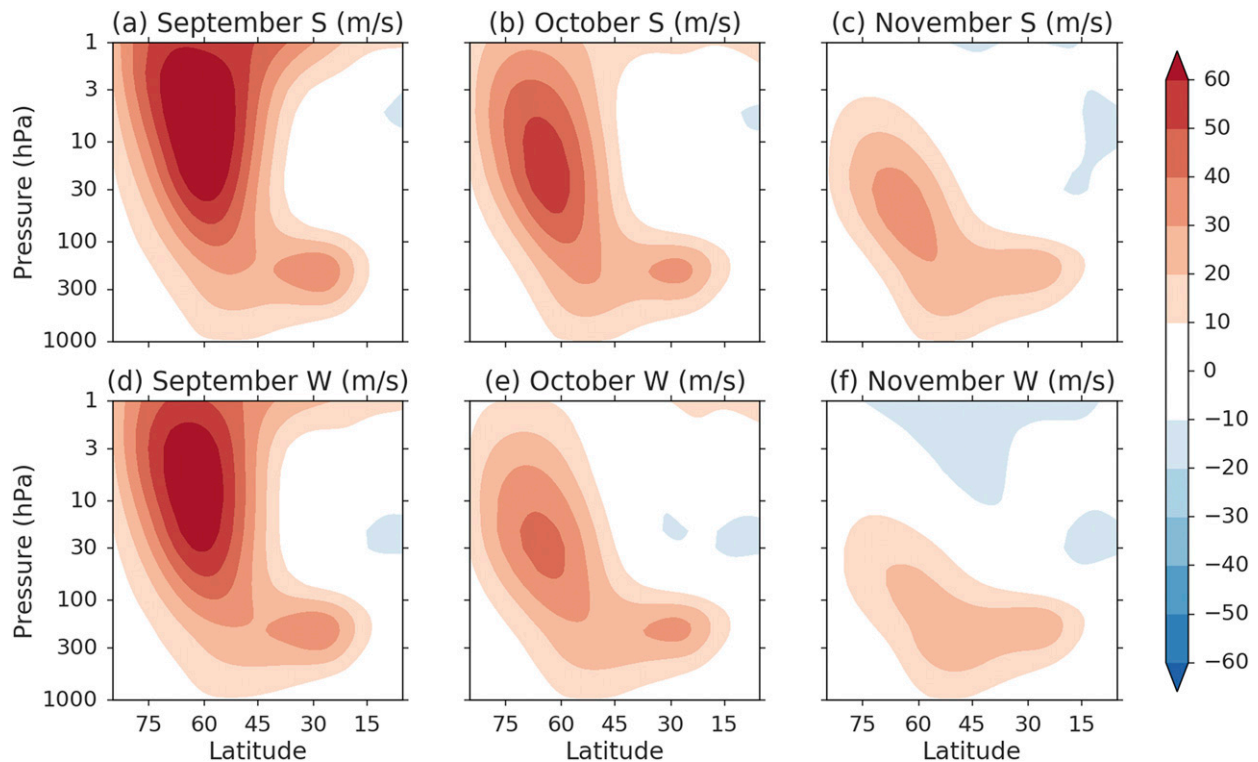 (a) September S (m/s)
(b) October S (m/s)
(c) November S (m/s)
Pressure (hPa)
1
3
10
30
100
300
1000
(d) September W (m/s)
(e) October W (m/s)
(f) November W (m/s)
Pressure (hPa)
1
3
10
30
100
300
1000
75 60 45 30 15
75 60 45 30 15
75 60 45 30 15
Latitude
Latitude
Latitude
60
50
40
30
20
10
0
−10
−20
−30
−40
−50
−60